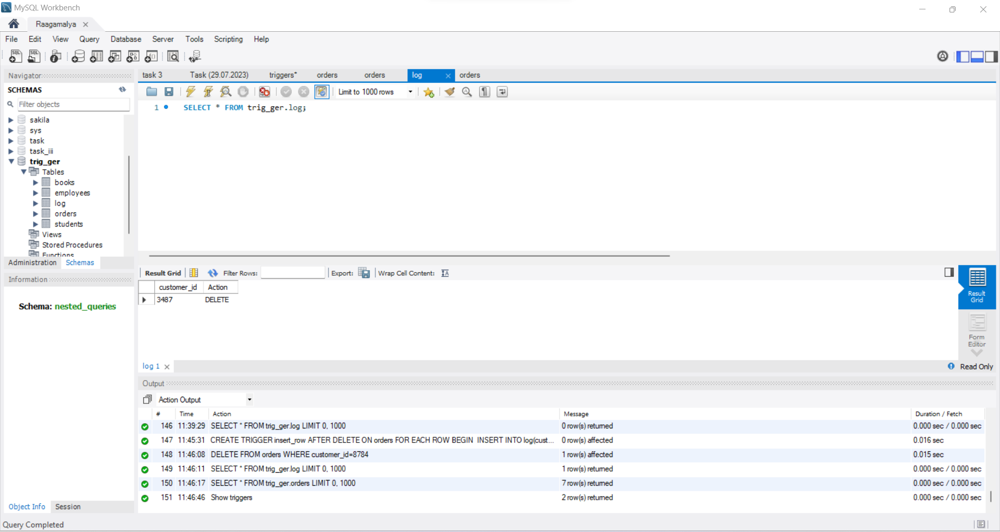 MySQL Workbench
Raagamalya
File Edit View Query Database Server Tools Scripting Help
Navigator
SCHEMAS
Filter objects
sakila
sys
task
task_iii
trig_ger
Tables
books
employees
log
orders
students
Views
Stored Procedures
Functions
Administration Schemas
Information
Schema: nested_queries
Object Info Session
task 3 Task (29.07.2023) triggers* orders orders log orders
Limit to 1000 rows
1 SELECT * FROM trig_ger.log;
Result Grid Filter Rows: Export: Wrap Cell Content:
customer_id Action
3487 DELETE
Result Grid
Form Editor
log 1
Read Only
Output
Action Output
# Time Action Message Duration / Fetch
146 11:39:29 SELECT * FROM trig_ger.log LIMIT 0, 1000 0 row(s) returned 0.000 sec / 0.000 sec
147 11:45:31 CREATE TRIGGER insert_row AFTER DELETE ON orders FOR EACH ROW BEGIN INSERT INTO log(cust... 0 row(s) affected 0.016 sec
148 11:46:08 DELETE FROM orders WHERE customer_id=8784 1 row(s) affected 0.015 sec
149 11:46:11 SELECT * FROM trig_ger.log LIMIT 0, 1000 1 row(s) returned 0.000 sec / 0.000 sec
150 11:46:17 SELECT * FROM trig_ger.orders LIMIT 0, 1000 7 row(s) returned 0.000 sec / 0.000 sec
151 11:46:46 Show triggers 2 row(s) returned 0.000 sec / 0.000 sec
Query Completed